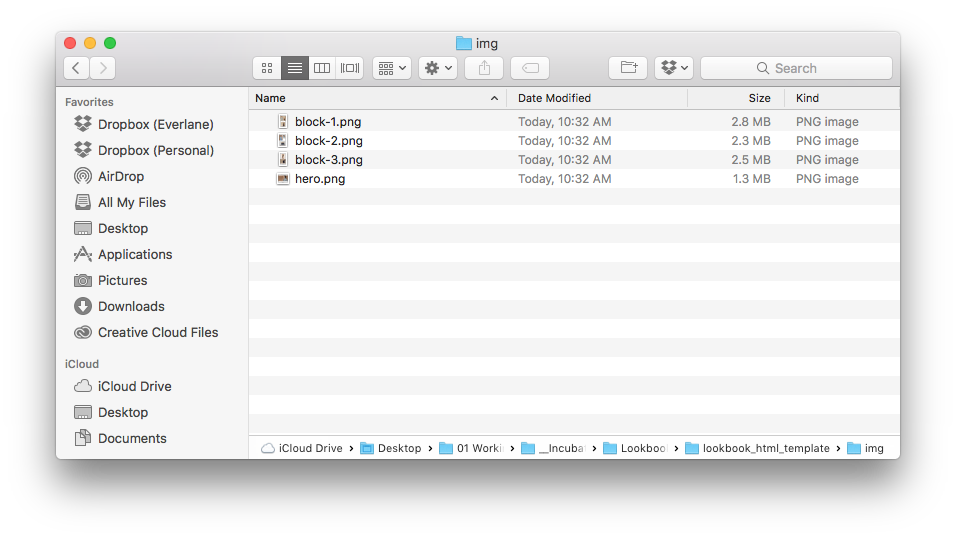 img
Search
Favorites
Dropbox (Everlane)
Dropbox (Personal)
AirDrop
All My Files
Desktop
Applications
Pictures
Downloads
Creative Cloud Files
iCloud
iCloud Drive
Desktop
Documents
Name Date Modified Size Kind
block-1.png Today, 10:32 AM 2.8 MB PNG image
block-2.png Today, 10:32 AM 2.3 MB PNG image
block-3.png Today, 10:32 AM 2.5 MB PNG image
hero.png Today, 10:32 AM 1.3 MB PNG image
iCloud Drive › Desktop › 01 Worki › __Incuba › Lookboo › lookbook_html_template › img